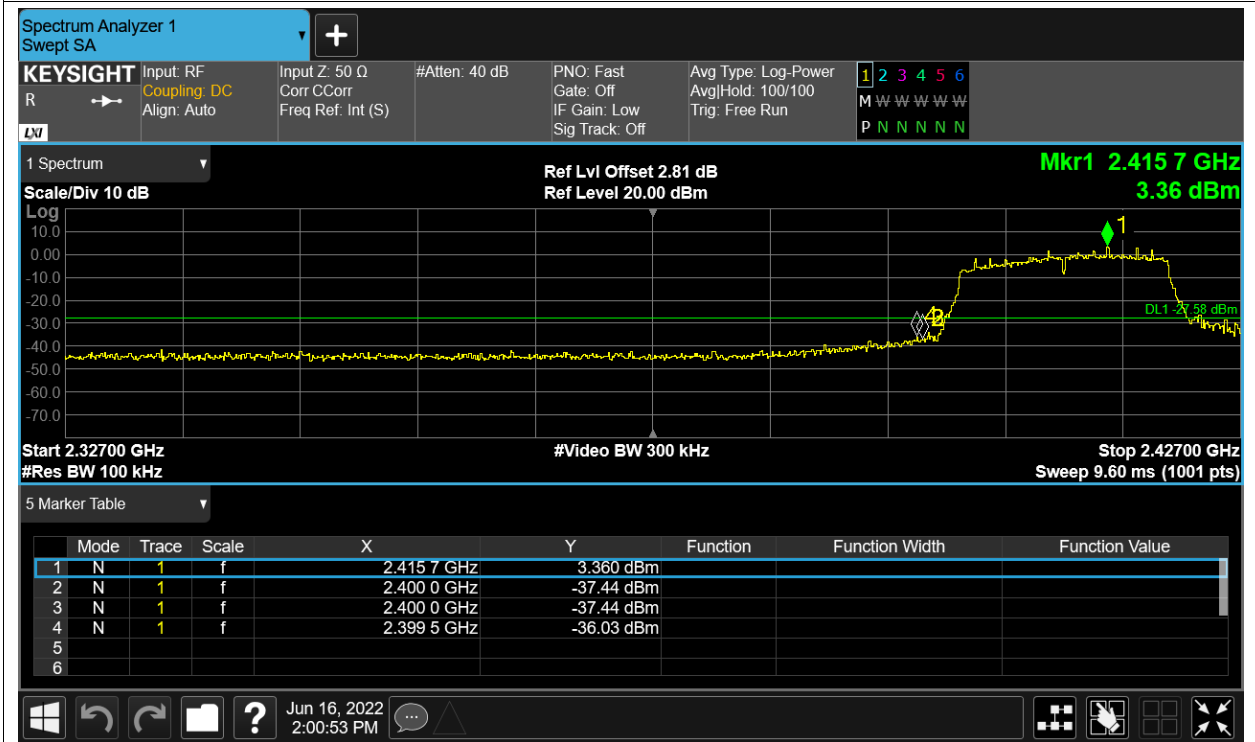 Spectrum Analyzer 1
Swept SA
+
KEYSIGHT
R
LXI
Input: RF
Coupling: DC
Align: Auto
Input Z: 50 Ω
Corr CCorr
Freq Ref: Int (S)
#Atten: 40 dB
PNO: Fast
Gate: Off
IF Gain: Low
Sig Track: Off
Avg Type: Log-Power
Avg|Hold: 100/100
Trig: Free Run
1 2 3 4 5 6
M W W W W W
P N N N N N
1 Spectrum
Scale/Div 10 dB
Ref Lvl Offset 2.81 dB
Ref Level 20.00 dBm
Mkr1 2.415 7 GHz
3.36 dBm
Log
10.0
0.00
-10.0
-20.0
-30.0
-40.0
-50.0
-60.0
-70.0
1
DL1 -27.58 dBm
Start 2.32700 GHz
#Res BW 100 kHz
#Video BW 300 kHz
Stop 2.42700 GHz
Sweep 9.60 ms (1001 pts)
5 Marker Table
Mode Trace Scale X Y Function Function Width Function Value
1 N 1 f 2.415 7 GHz 3.360 dBm
2 N 1 f 2.400 0 GHz -37.44 dBm
3 N 1 f 2.400 0 GHz -37.44 dBm
4 N 1 f 2.399 5 GHz -36.03 dBm
5
6
?
Jun 16, 2022
2:00:53 PM